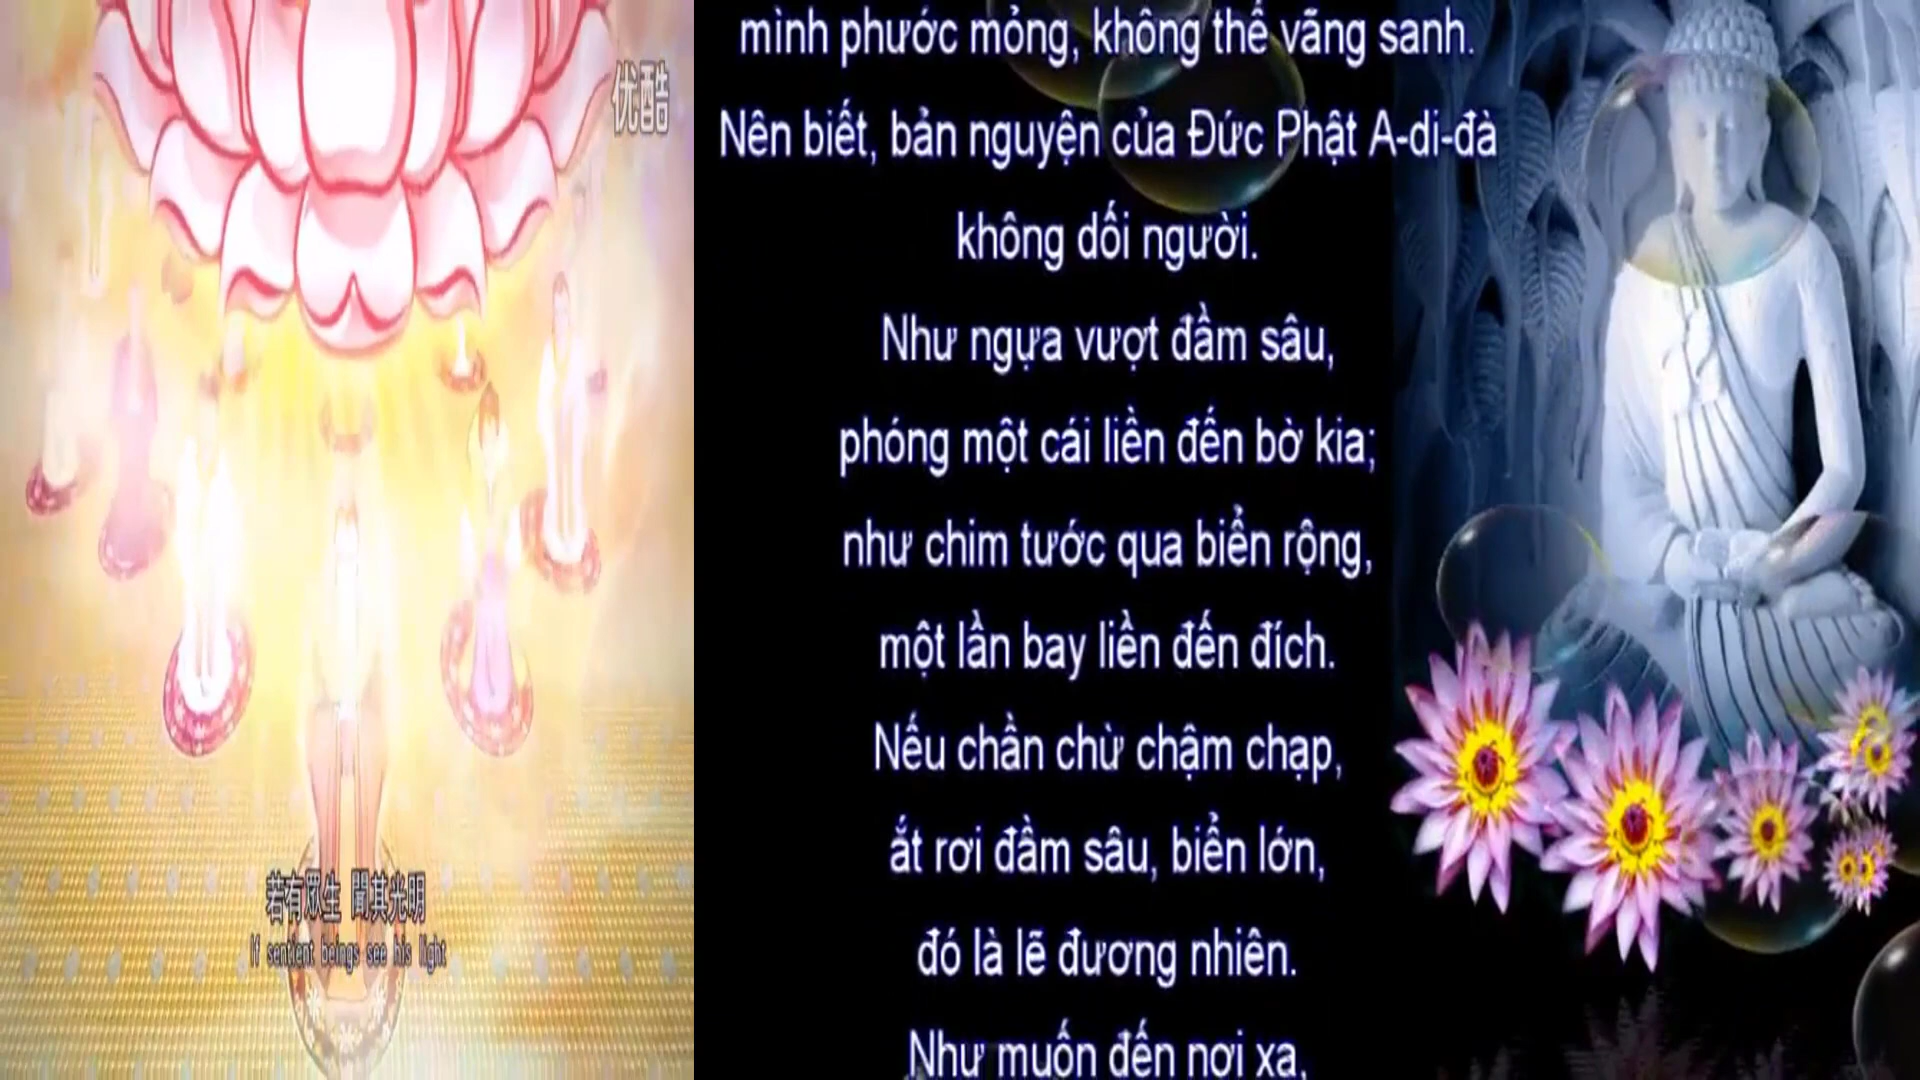 优酷
若有眾生 聞其光明
If sentient beings see his light
mình phước mỏng, không thể vãng sanh.
Nên biết, bản nguyện của Đức Phật A-di-đà
không dối người.
Như ngựa vượt đầm sâu,
phóng một cái liền đến bờ kia;
như chim tước qua biển rộng,
một lần bay liền đến đích.
Nếu chần chừ chậm chạp,
ắt rơi đầm sâu, biển lớn,
đó là lẽ đương nhiên.
Như muốn đến nơi xa,